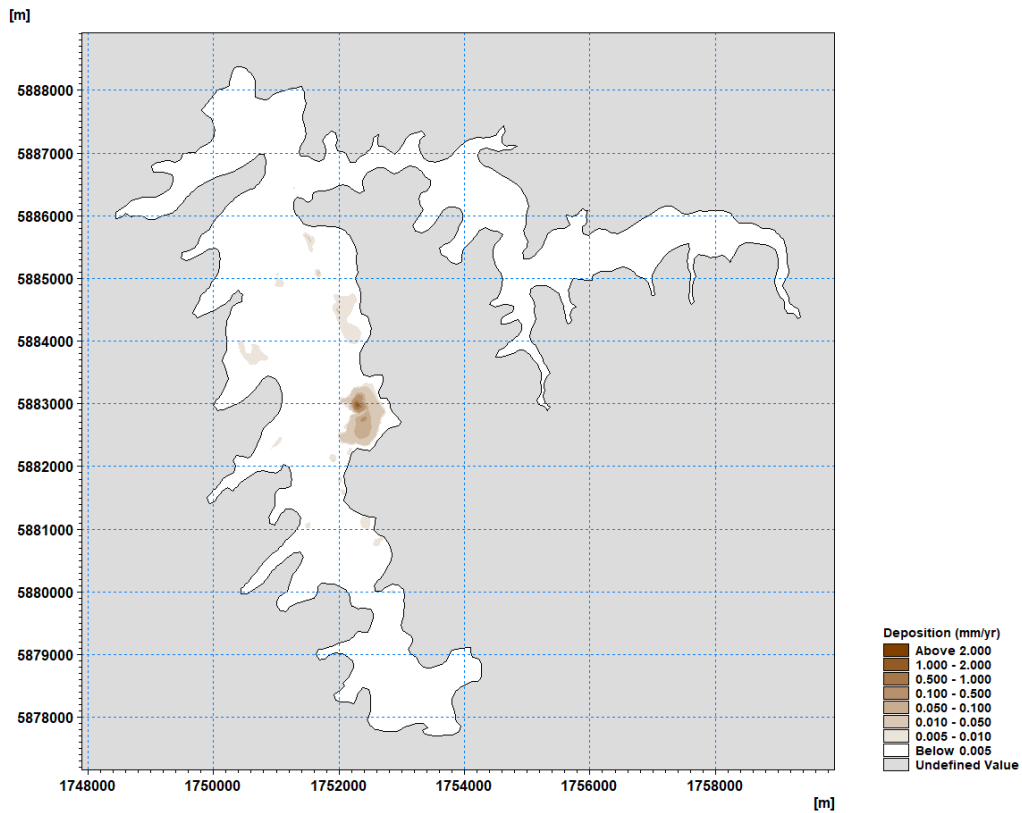 [m]
5888000
5887000
5886000
5885000
5884000
5883000
5882000
5881000
5880000
5879000
5878000
1748000 1750000 1752000 1754000 1756000 1758000
[m]
Deposition (mm/yr)
Above 2.000
1.000 - 2.000
0.500 - 1.000
0.100 - 0.500
0.050 - 0.100
0.010 - 0.050
0.005 - 0.010
Below 0.005
Undefined Value